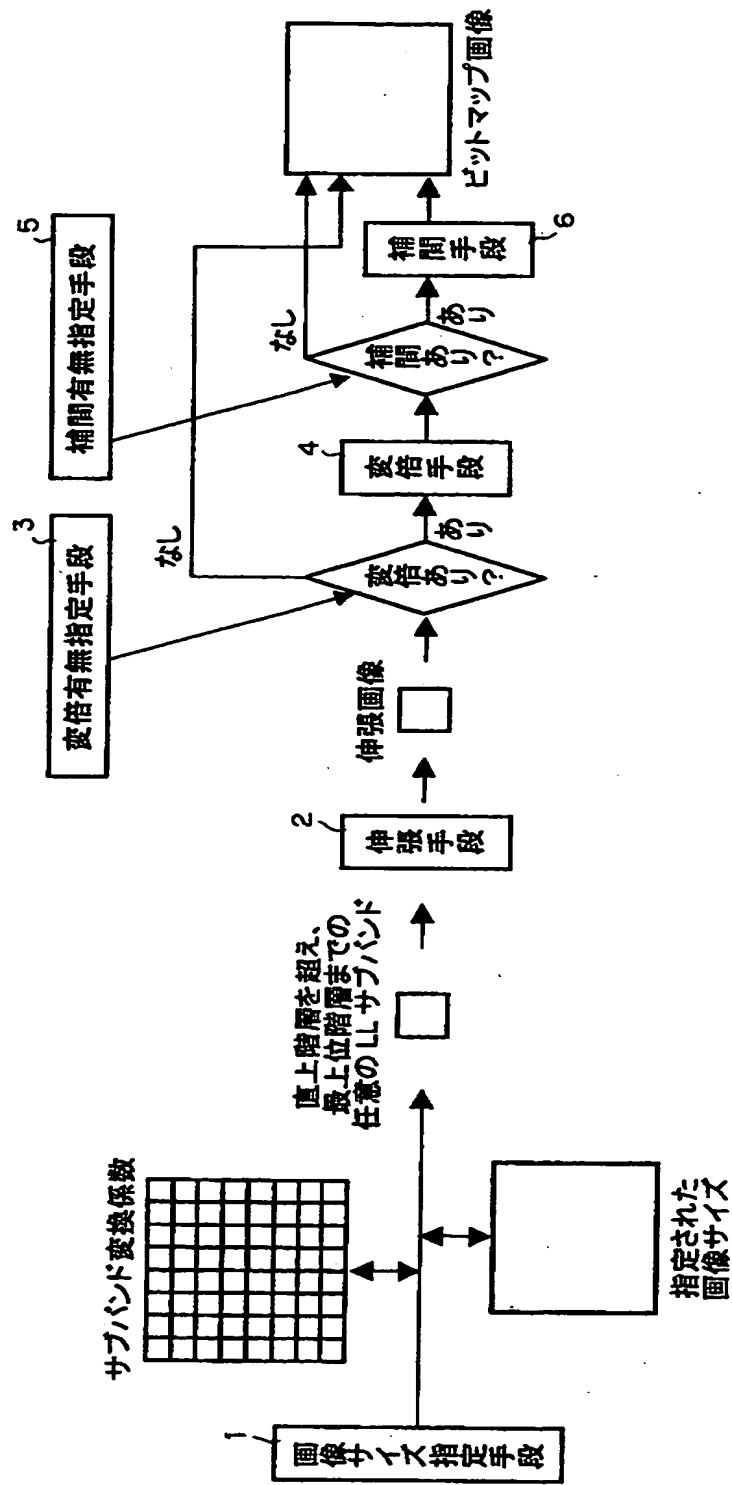 1
画像サイズ指定手段
サブバンド変換係数
指定された
画像サイズ
直上階層を超え、
最上位階層までの
任意のLLサブバンド
2
伸張手段
伸張画像
3
変倍有無指定手段
変倍
あり?
なし
あり
4
変倍手段
5
補間有無指定手段
補間
あり?
なし
あり
補間
手段
6
ビットマップ画像